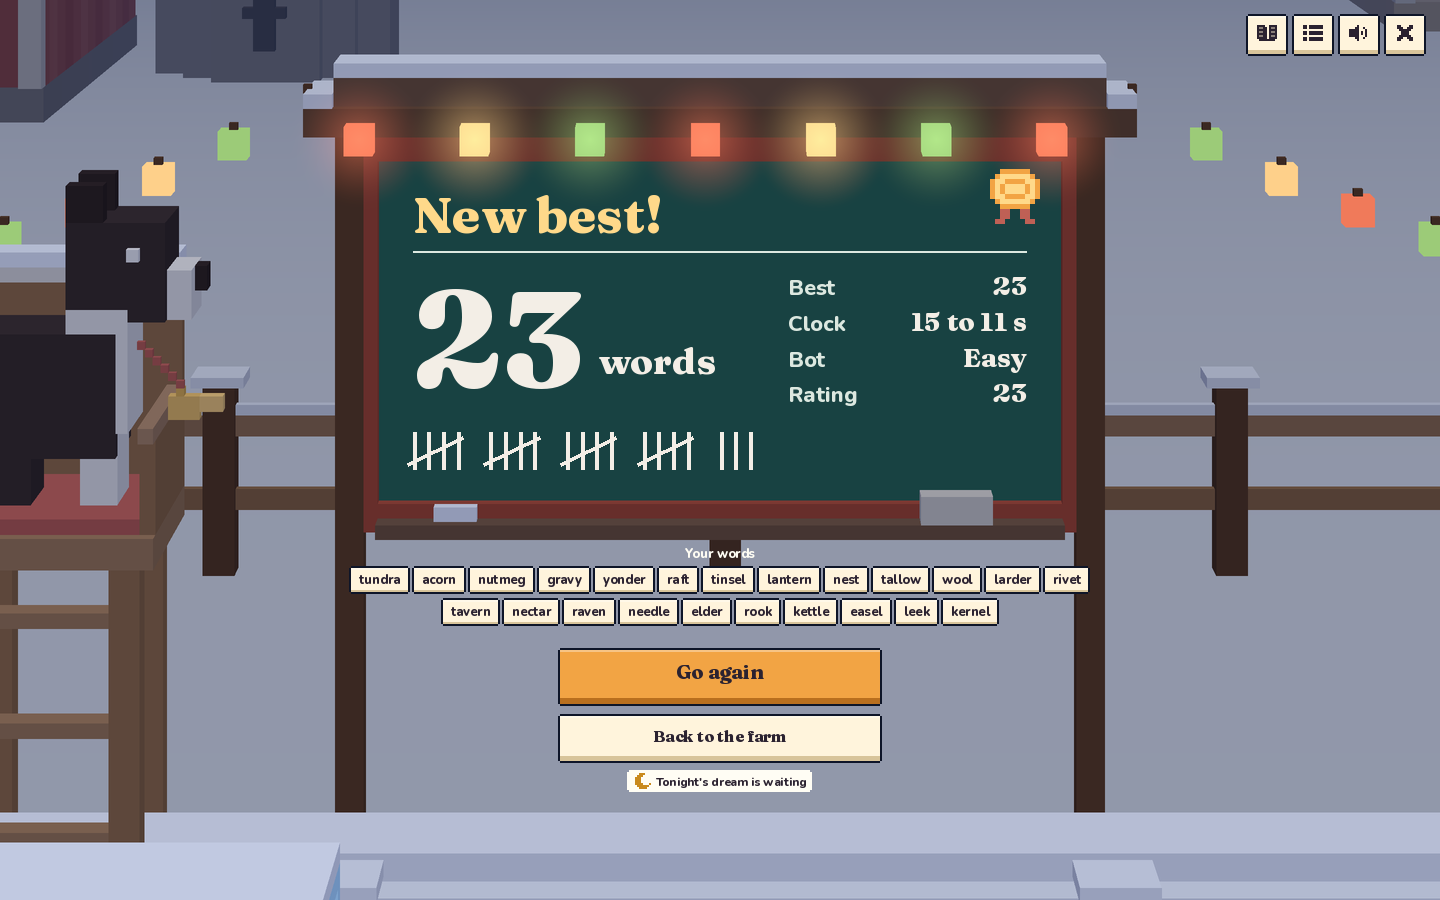 New best!
23 words
Best 23
Clock 15 to 11 s
Bot Easy
Rating 23
Your words
tundra acorn nutmeg gravy yonder raft tinsel lantern nest tallow wool larder rivet
tavern nectar raven needle elder rook kettle easel leek kernel
Go again
Back to the farm
Tonight's dream is waiting